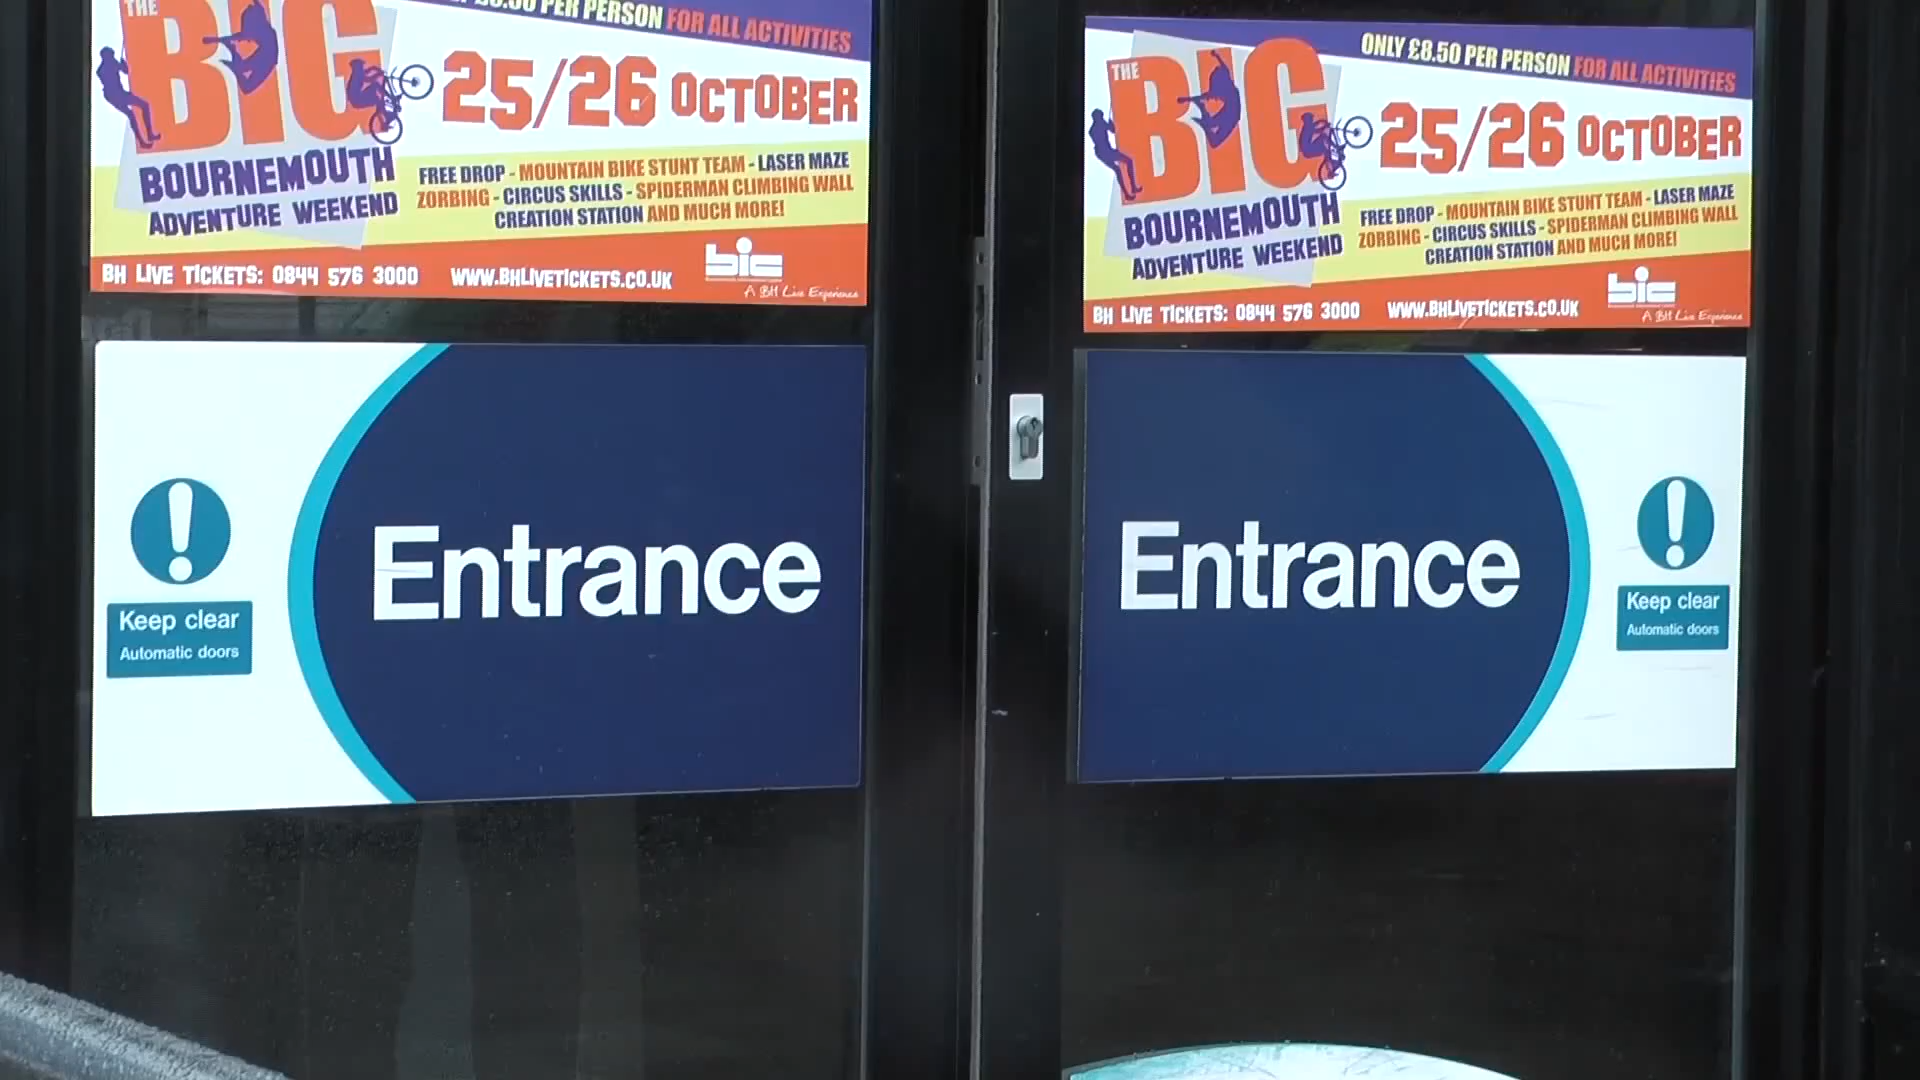 THE
BIG
BOURNEMOUTH
ADVENTURE WEEKEND
PER PERSON FOR ALL ACTIVITIES
25/26 OCTOBER
FREE DROP - MOUNTAIN BIKE STUNT TEAM - LASER MAZE
ZORBING - CIRCUS SKILLS - SPIDERMAN CLIMBING WALL
CREATION STATION AND MUCH MORE!
BH LIVE TICKETS: 0844 576 3000 WWW.BHLIVETICKETS.CO.UK
bic
A BH Live Experience
THE
BIG
BOURNEMOUTH
ADVENTURE WEEKEND
ONLY £8.50 PER PERSON FOR ALL ACTIVITIES
25/26 OCTOBER
FREE DROP - MOUNTAIN BIKE STUNT TEAM - LASER MAZE
ZORBING - CIRCUS SKILLS - SPIDERMAN CLIMBING WALL
CREATION STATION AND MUCH MORE!
BH LIVE TICKETS: 0844 576 3000 WWW.BHLIVETICKETS.CO.UK
bic
A BH Live Experience
Keep clear
Automatic doors
Entrance
Entrance
Keep clear
Automatic doors